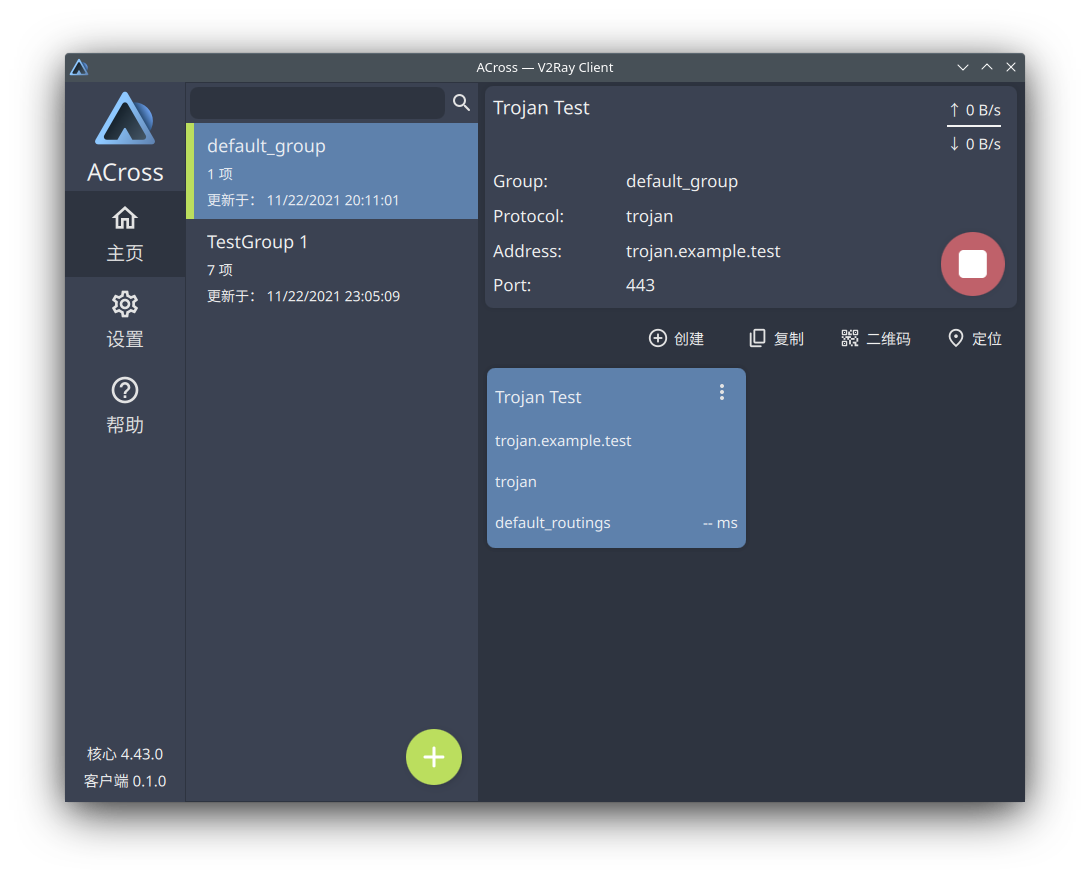 ACross — V2Ray Client
ACross
主页
设置
帮助
核心 4.43.0
客户端 0.1.0
default_group
1 项
更新于： 11/22/2021 20:11:01
TestGroup 1
7 项
更新于： 11/22/2021 23:05:09
Trojan Test
↑ 0 B/s
↓ 0 B/s
Group: default_group
Protocol: trojan
Address: trojan.example.test
Port: 443
创建 复制 二维码 定位
Trojan Test
trojan.example.test
trojan
default_routings -- ms